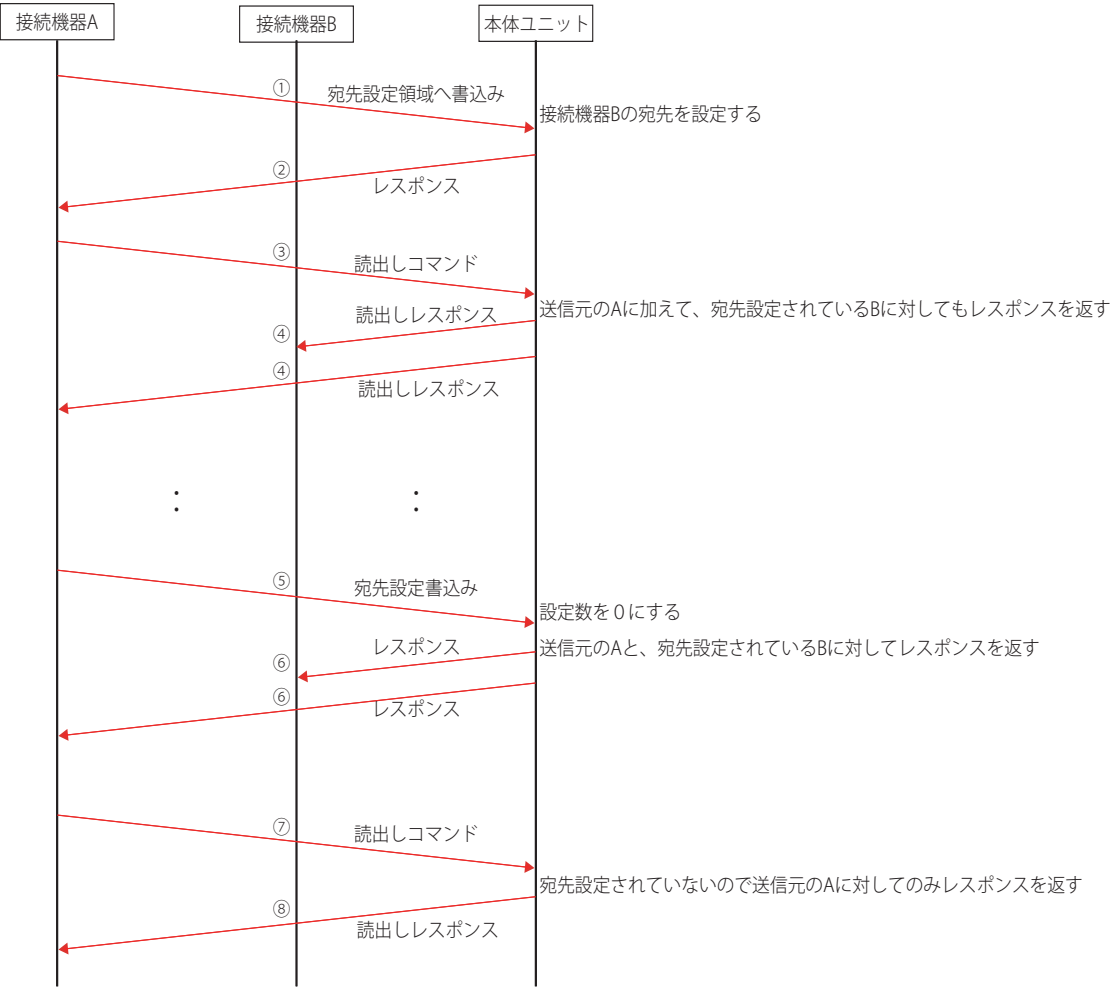 接続機器A
接続機器B
本体ユニット
①
宛先設定領域へ書込み
接続機器Bの宛先を設定する
②
レスポンス
③
読出しコマンド
送信元のAに加えて、宛先設定されているBに対してもレスポンスを返す
読出しレスポンス
④
④
読出しレスポンス
⑤
宛先設定書込み
設定数を0にする
レスポンス
送信元のAと、宛先設定されているBに対してレスポンスを返す
⑥
⑥
レスポンス
⑦
読出しコマンド
宛先設定されていないので送信元のAに対してのみレスポンスを返す
⑧
読出しレスポンス